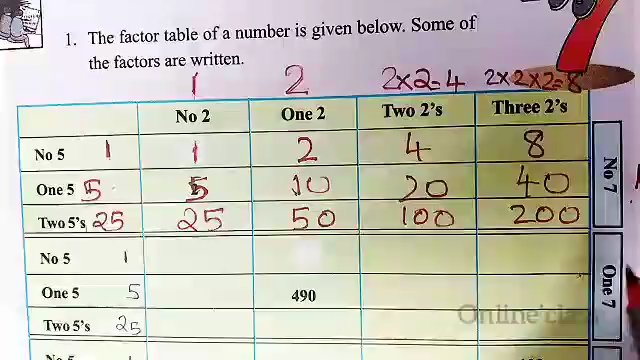 1. The factor table of a number is given below. Some of
the factors are written.
1 2 2×2=4 2×2×2=8
No 2 One 2 Two 2's Three 2's
No 5 1 1 2 4 8
One 5 5 5 10 20 40
Two 5's 25 25 50 100 200
No 7
No 5 1
One 5 5 490
Two 5's 25
One 7
Online class